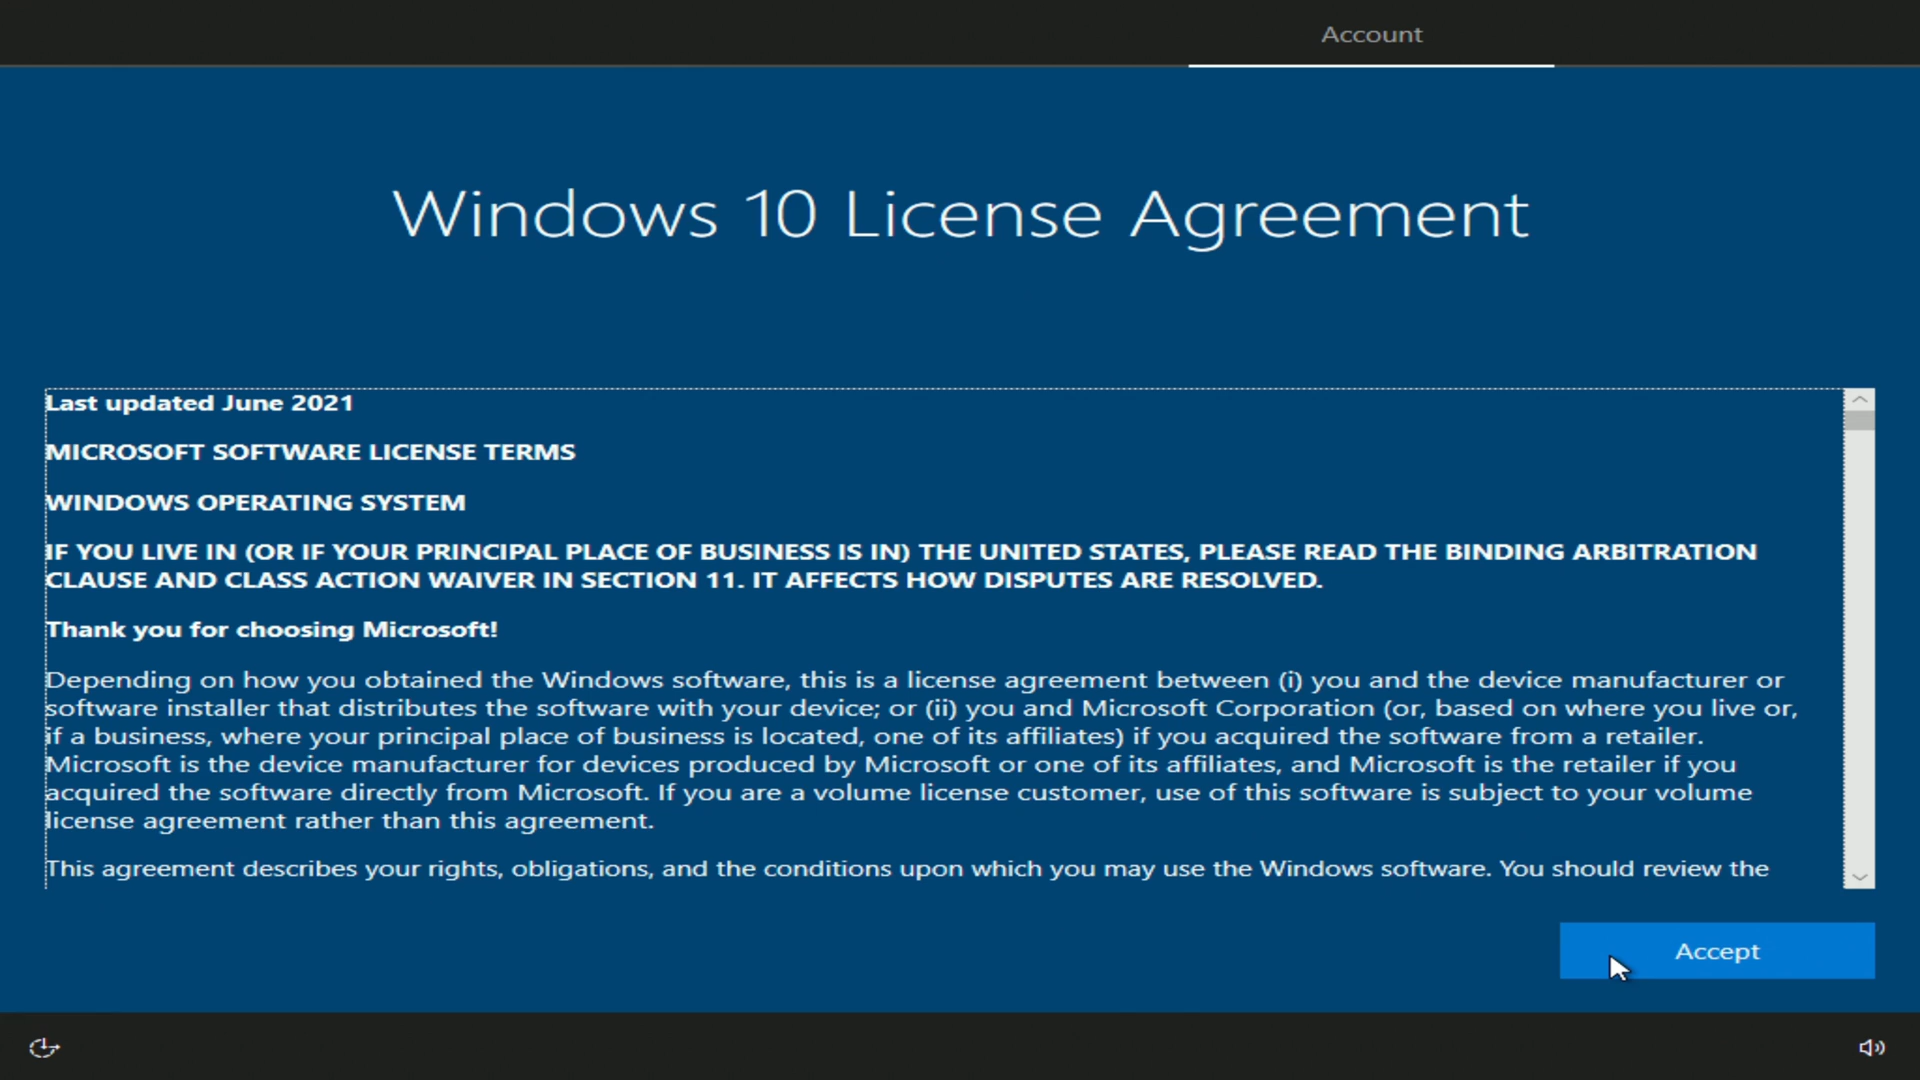 Account
Windows 10 License Agreement
Last updated June 2021
MICROSOFT SOFTWARE LICENSE TERMS
WINDOWS OPERATING SYSTEM
IF YOU LIVE IN (OR IF YOUR PRINCIPAL PLACE OF BUSINESS IS IN) THE UNITED STATES, PLEASE READ THE BINDING ARBITRATION
CLAUSE AND CLASS ACTION WAIVER IN SECTION 11. IT AFFECTS HOW DISPUTES ARE RESOLVED.
Thank you for choosing Microsoft!
Depending on how you obtained the Windows software, this is a license agreement between (i) you and the device manufacturer or
software installer that distributes the software with your device; or (ii) you and Microsoft Corporation (or, based on where you live or,
if a business, where your principal place of business is located, one of its affiliates) if you acquired the software from a retailer.
Microsoft is the device manufacturer for devices produced by Microsoft or one of its affiliates, and Microsoft is the retailer if you
acquired the software directly from Microsoft. If you are a volume license customer, use of this software is subject to your volume
license agreement rather than this agreement.
This agreement describes your rights, obligations, and the conditions upon which you may use the Windows software. You should review the
Accept